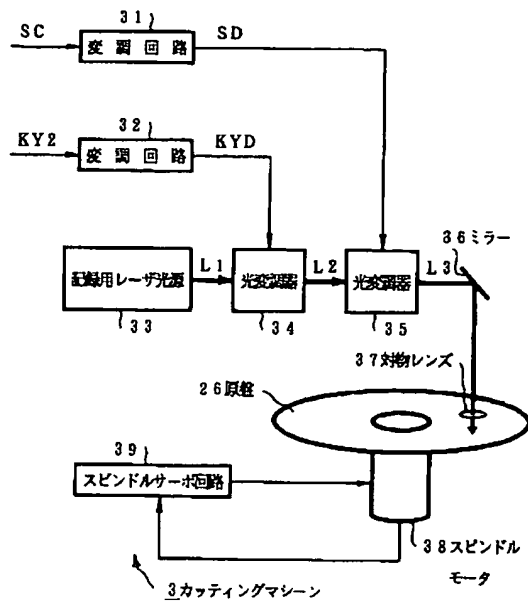 31
SC
変調回路
SD
32
KY2
変調回路
KYD
36ミラー
記録用レーザ光源
L1
光変調器
L2
光変調器
L3
33
34
35
37対物レンズ
26原盤
39
スピンドルサーボ回路
38スピンドル
モータ
3カッティングマシーン